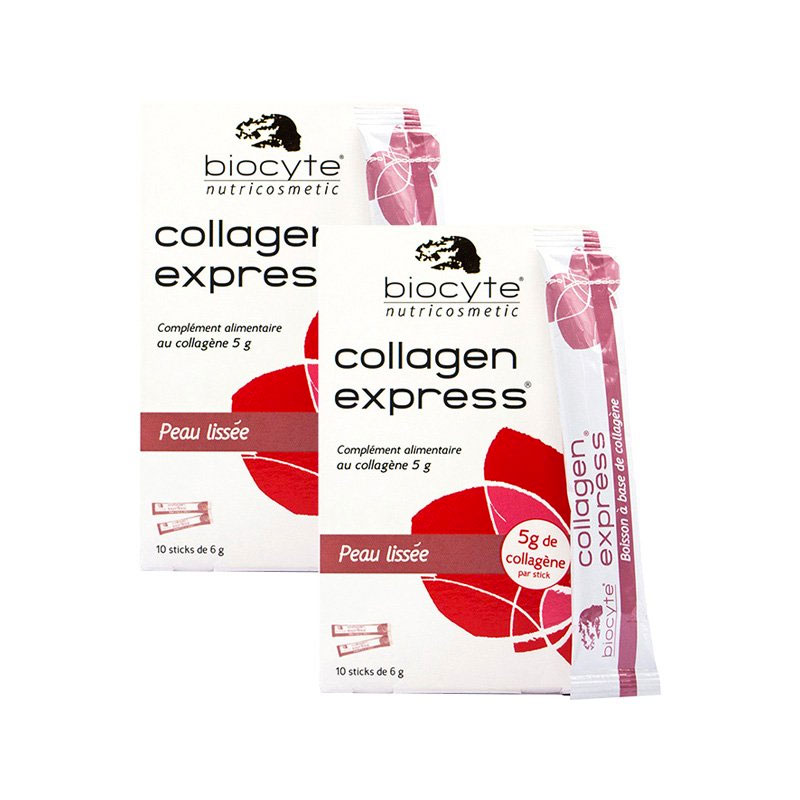 biocyte®
nutricosmetic
collagen
express
Complément alimentaire
au collagène 5 g
Peau lissée
10 sticks de 6 g
biocyte®
nutricosmetic
collagen
express®
Complément alimentaire
au collagène 5 g
Peau lissée
5g de
collagène
par stick
10 sticks de 6 g
biocyte®
collagen®
express®
Boisson à base de collagène